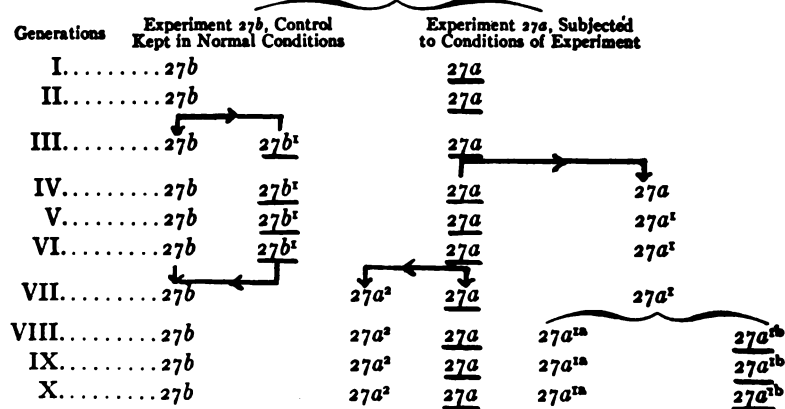 Generations Experiment 27b, Control Experiment 27a, Subjected
Kept in Normal Conditions to Conditions of Experiment
I.........27b 27a
II.........27b 27a
III.........27b 27b¹ 27a
IV.........27b 27b¹ 27a 27a
V.........27b 27b¹ 27a 27a¹
VI.........27b 27b¹ 27a 27a¹
VII.........27b 27a² 27a 27a¹
VIII.........27b 27a² 27a 27a¹ᵃ 27a¹ᵇ
IX.........27b 27a² 27a 27a¹ᵃ 27a¹ᵇ
X.........27b 27a² 27a 27a¹ᵃ 27a¹ᵇ